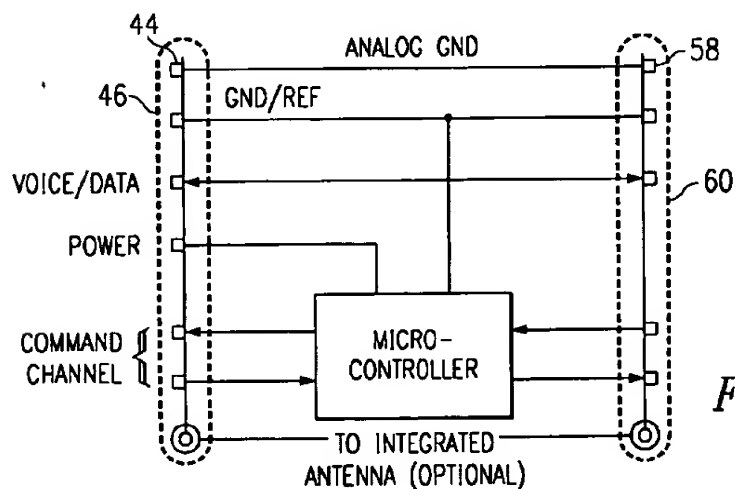 44
ANALOG GND
58
46
GND/REF
VOICE/DATA
60
POWER
COMMAND
CHANNEL
MICRO-
CONTROLLER
F
TO INTEGRATED
ANTENNA (OPTIONAL)